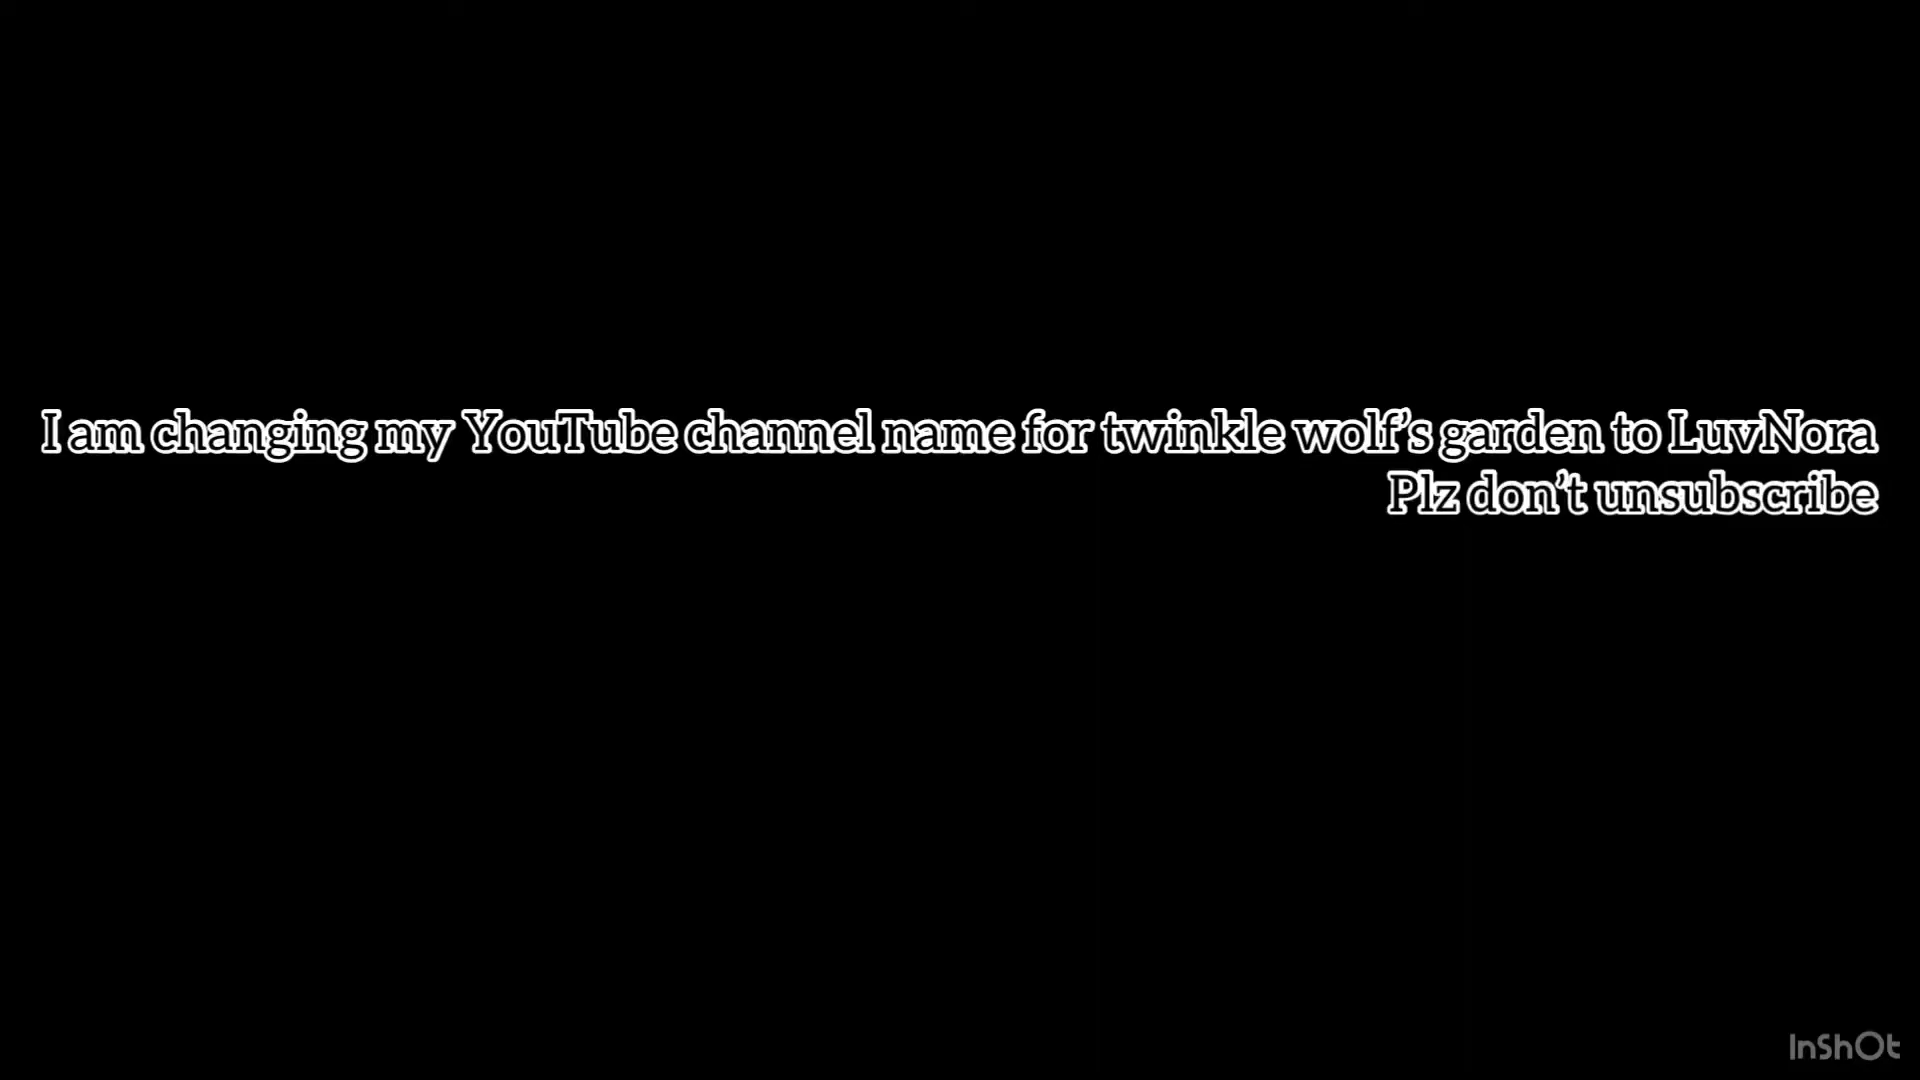 I am changing my YouTube channel name for twinkle wolf's garden to LuvNora
Plz don't unsubscribe
InShOt